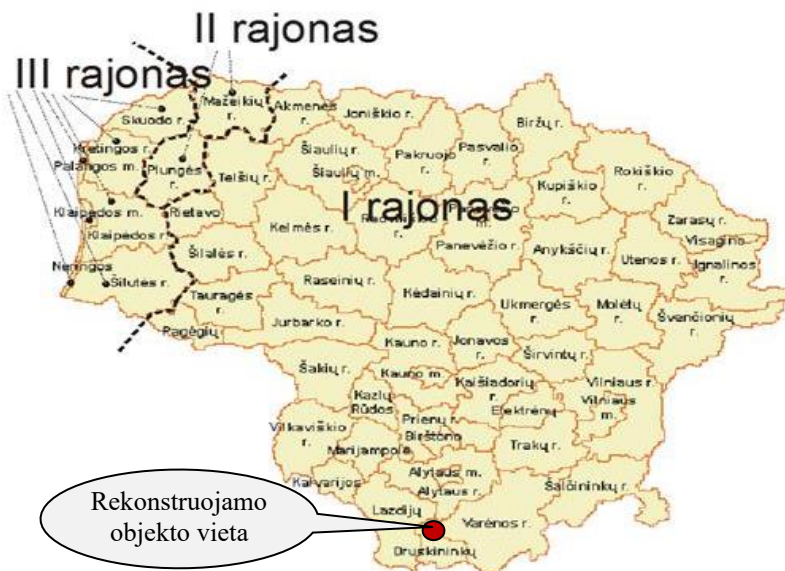 II rajonas
III rajonas
Mažeikių r.
Akmenės r.
Joniškio r.
Skuodo r.
Biržų r.
Kretingos r.
Palangos m.
Plungės r.
Telšių r.
Šiaulių r.
Šiaulių m.
Pakruojo r.
Pasvalio r.
Kupiškio r.
Rokiškio r.
I rajonas
Klaipėdos m.
Klaipėdos r.
Rietavo
Kelmės r.
m.
Panevėžio r.
Anykščių r.
Zarasų r.
Visagino
Utenos r.
Ignalinos r.
Neringos
Šilutės r.
Šilalės r.
Tauragės r.
Raseinių r.
Kėdainių r.
Ukmergės r.
Molėtų r.
Švenčionių r.
Pagėgių
Jurbarko r.
Kauno r.
Jonavos r.
Širvintų r.
Šakių r.
Kauno m.
Kaišiadorių r.
Vilniaus r.
Vilniaus m.
Kazlų Rūdos
Elektrėnų
Vilkaviškio r.
Prienų r.
Birštono
Trakų r.
Marijampolė
Alytaus m.
Šalčininkų r.
Kalvarijos
Alytaus r.
Lazdijų
Varėnos r.
Druskininkų
Rekonstruojamo
objekto vieta